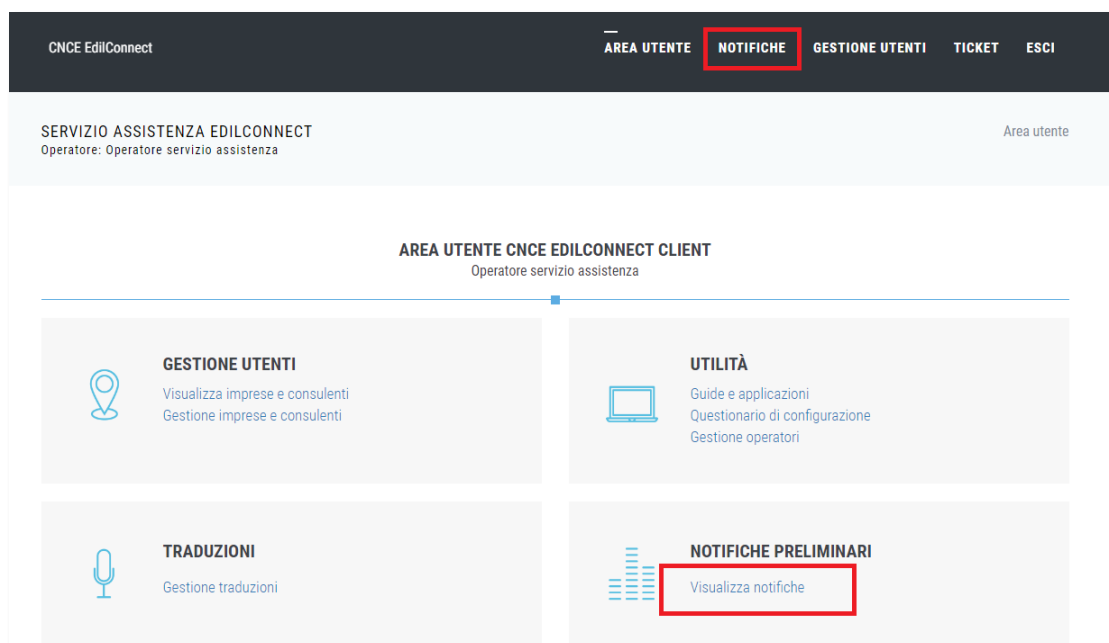 CNCE EdilConnect
AREA UTENTE NOTIFICHE GESTIONE UTENTI TICKET ESCI
SERVIZIO ASSISTENZA EDILCONNECT
Area utente
Operatore: Operatore servizio assistenza
AREA UTENTE CNCE EDILCONNECT CLIENT
Operatore servizio assistenza
GESTIONE UTENTI
Visualizza imprese e consulenti
Gestione imprese e consulenti
UTILITÀ
Guide e applicazioni
Questionario di configurazione
Gestione operatori
TRADUZIONI
Gestione traduzioni
NOTIFICHE PRELIMINARI
Visualizza notifiche